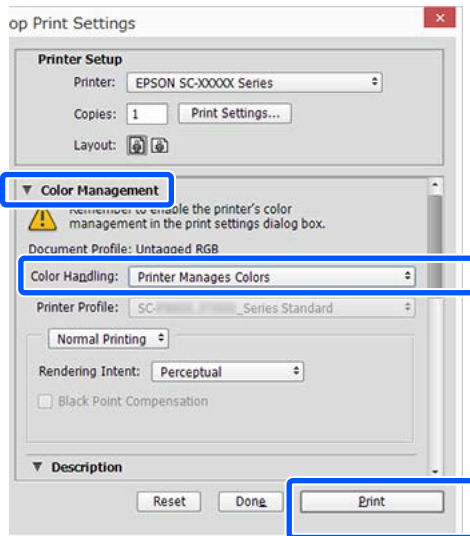 op Print Settings
Printer Setup
Printer: EPSON SC-XXXXX Series
Copies: 1 Print Settings...
Layout:
Color Management
Remember to enable the printer's color
management in the print settings dialog box.
Document Profile: Untagged RGB
Color Handling: Printer Manages Colors
Printer Profile: SC- _Series Standard
Normal Printing
Rendering Intent: Perceptual
Black Point Compensation
Description
Reset Done Print